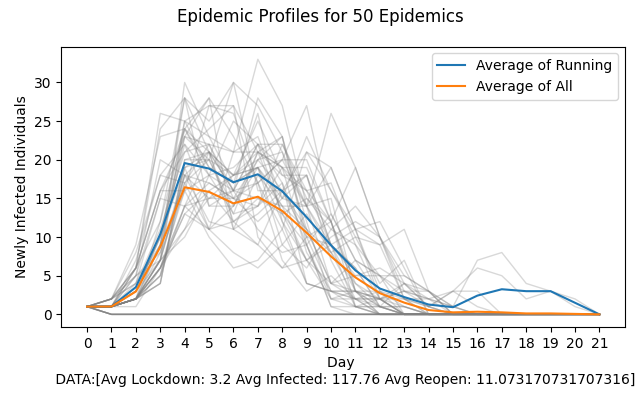 Epidemic Profiles for 50 Epidemics
Average of Running
Average of All
Newly Infected Individuals
30
25
20
15
10
5
0
0 1 2 3 4 5 6 7 8 9 10 11 12 13 14 15 16 17 18 19 20 21
Day
DATA:[Avg Lockdown: 3.2 Avg Infected: 117.76 Avg Reopen: 11.073170731707316]